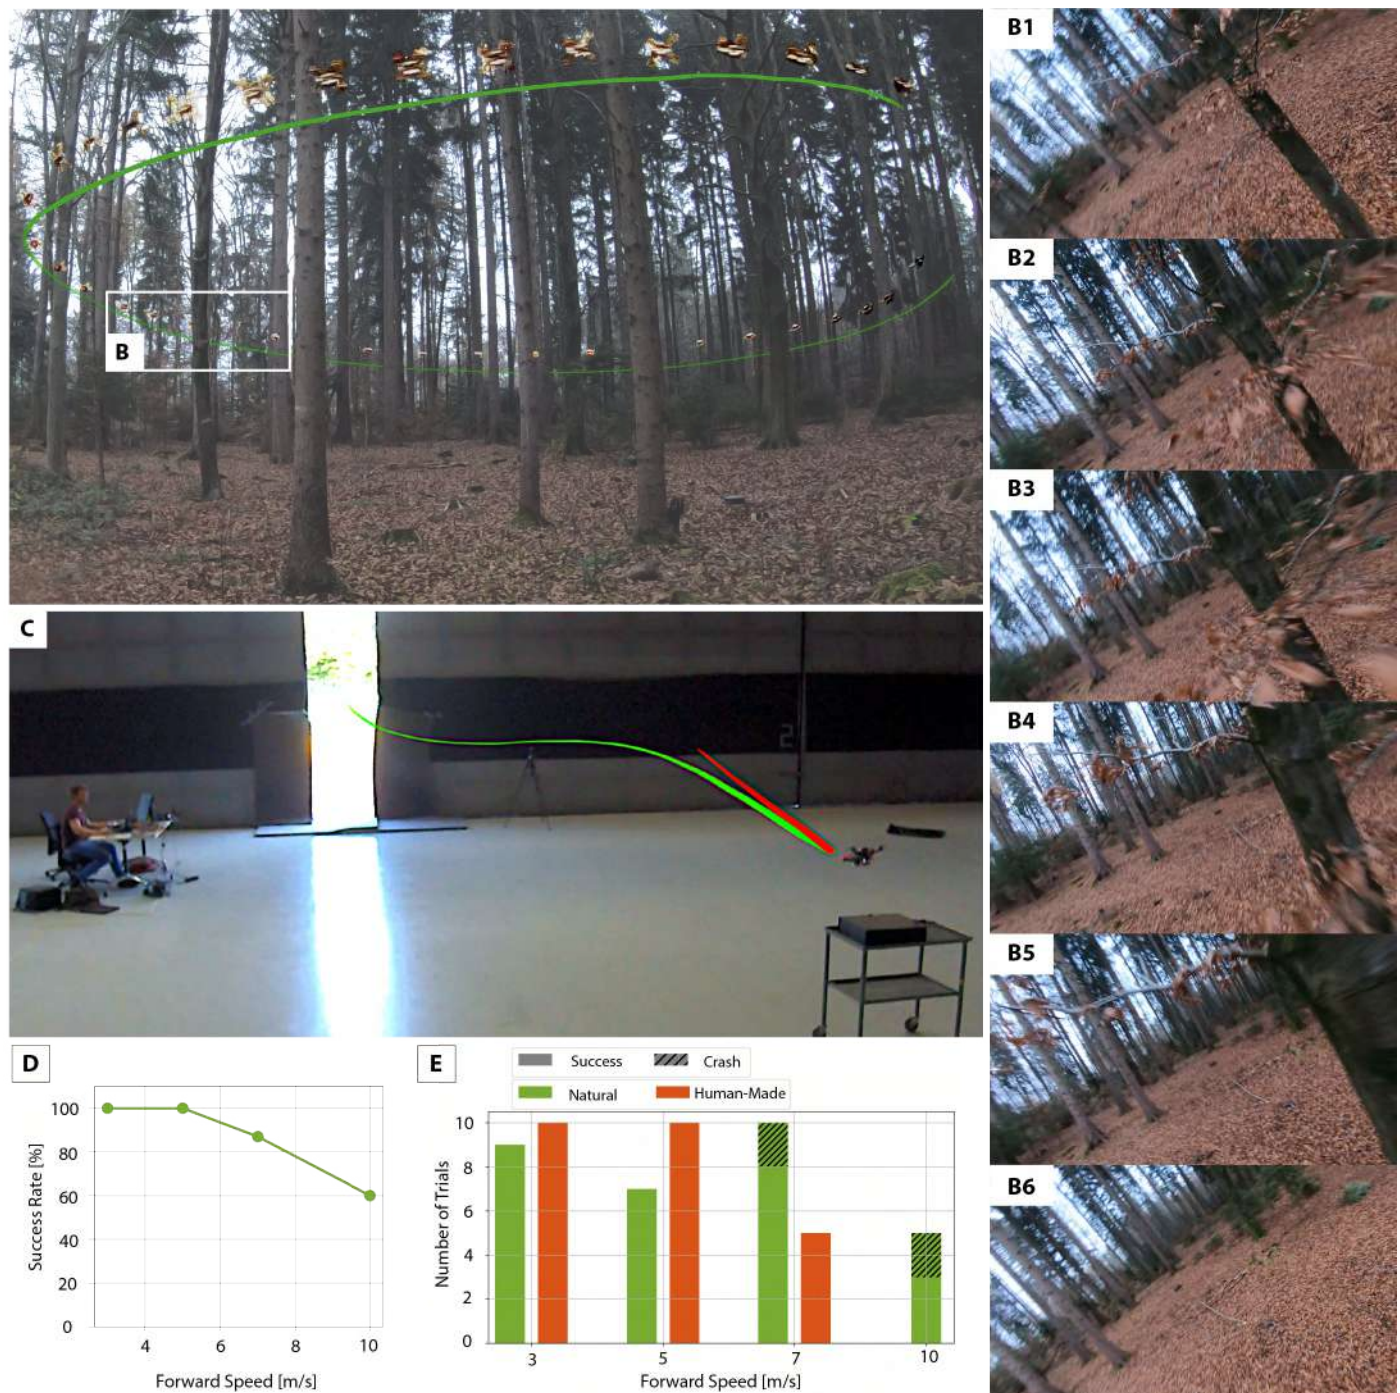 B
B1
B2
B3
B4
B5
B6
C
2
D
Success Rate [%]
100
80
60
40
20
0
4
6
8
10
Forward Speed [m/s]
E
Success
Crash
Natural
Human-Made
Number of Trials
10
8
6
4
2
0
3
5
7
10
Forward Speed [m/s]